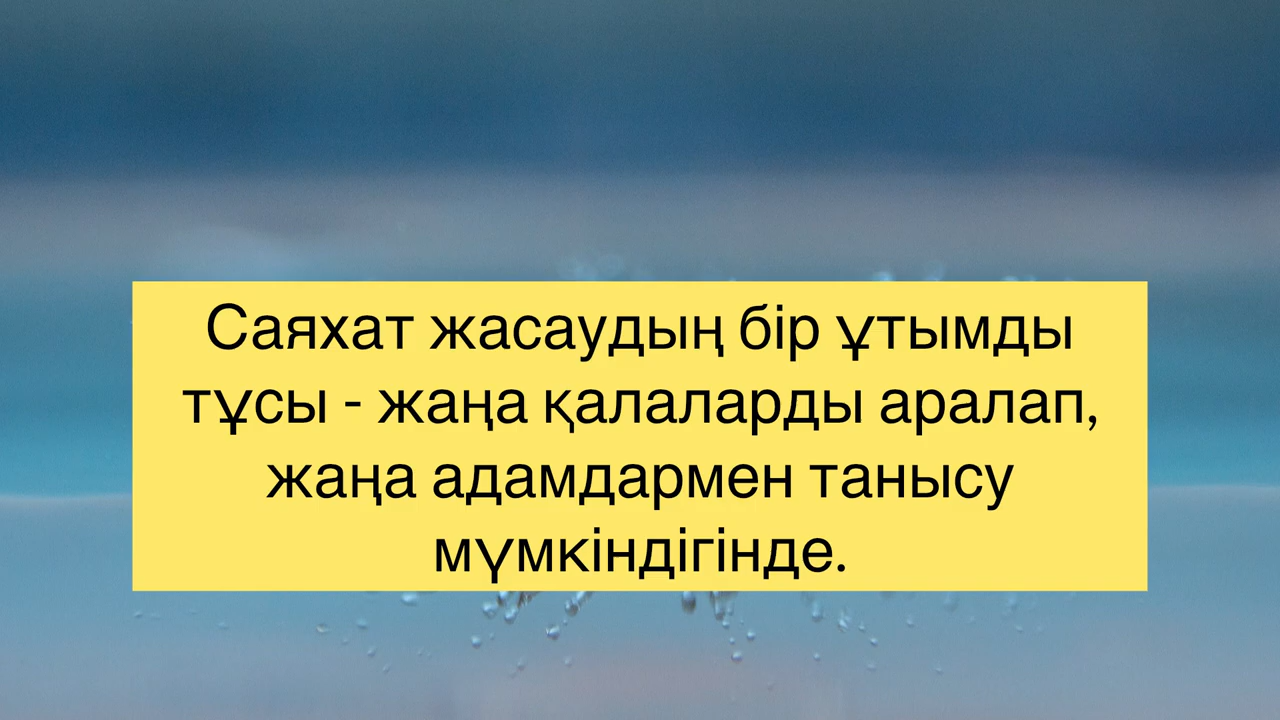 Саяхат жасаудың бір ұтымды
тұсы - жаңа қалаларды аралап,
жаңа адамдармен танысу
мүмкіндігінде.